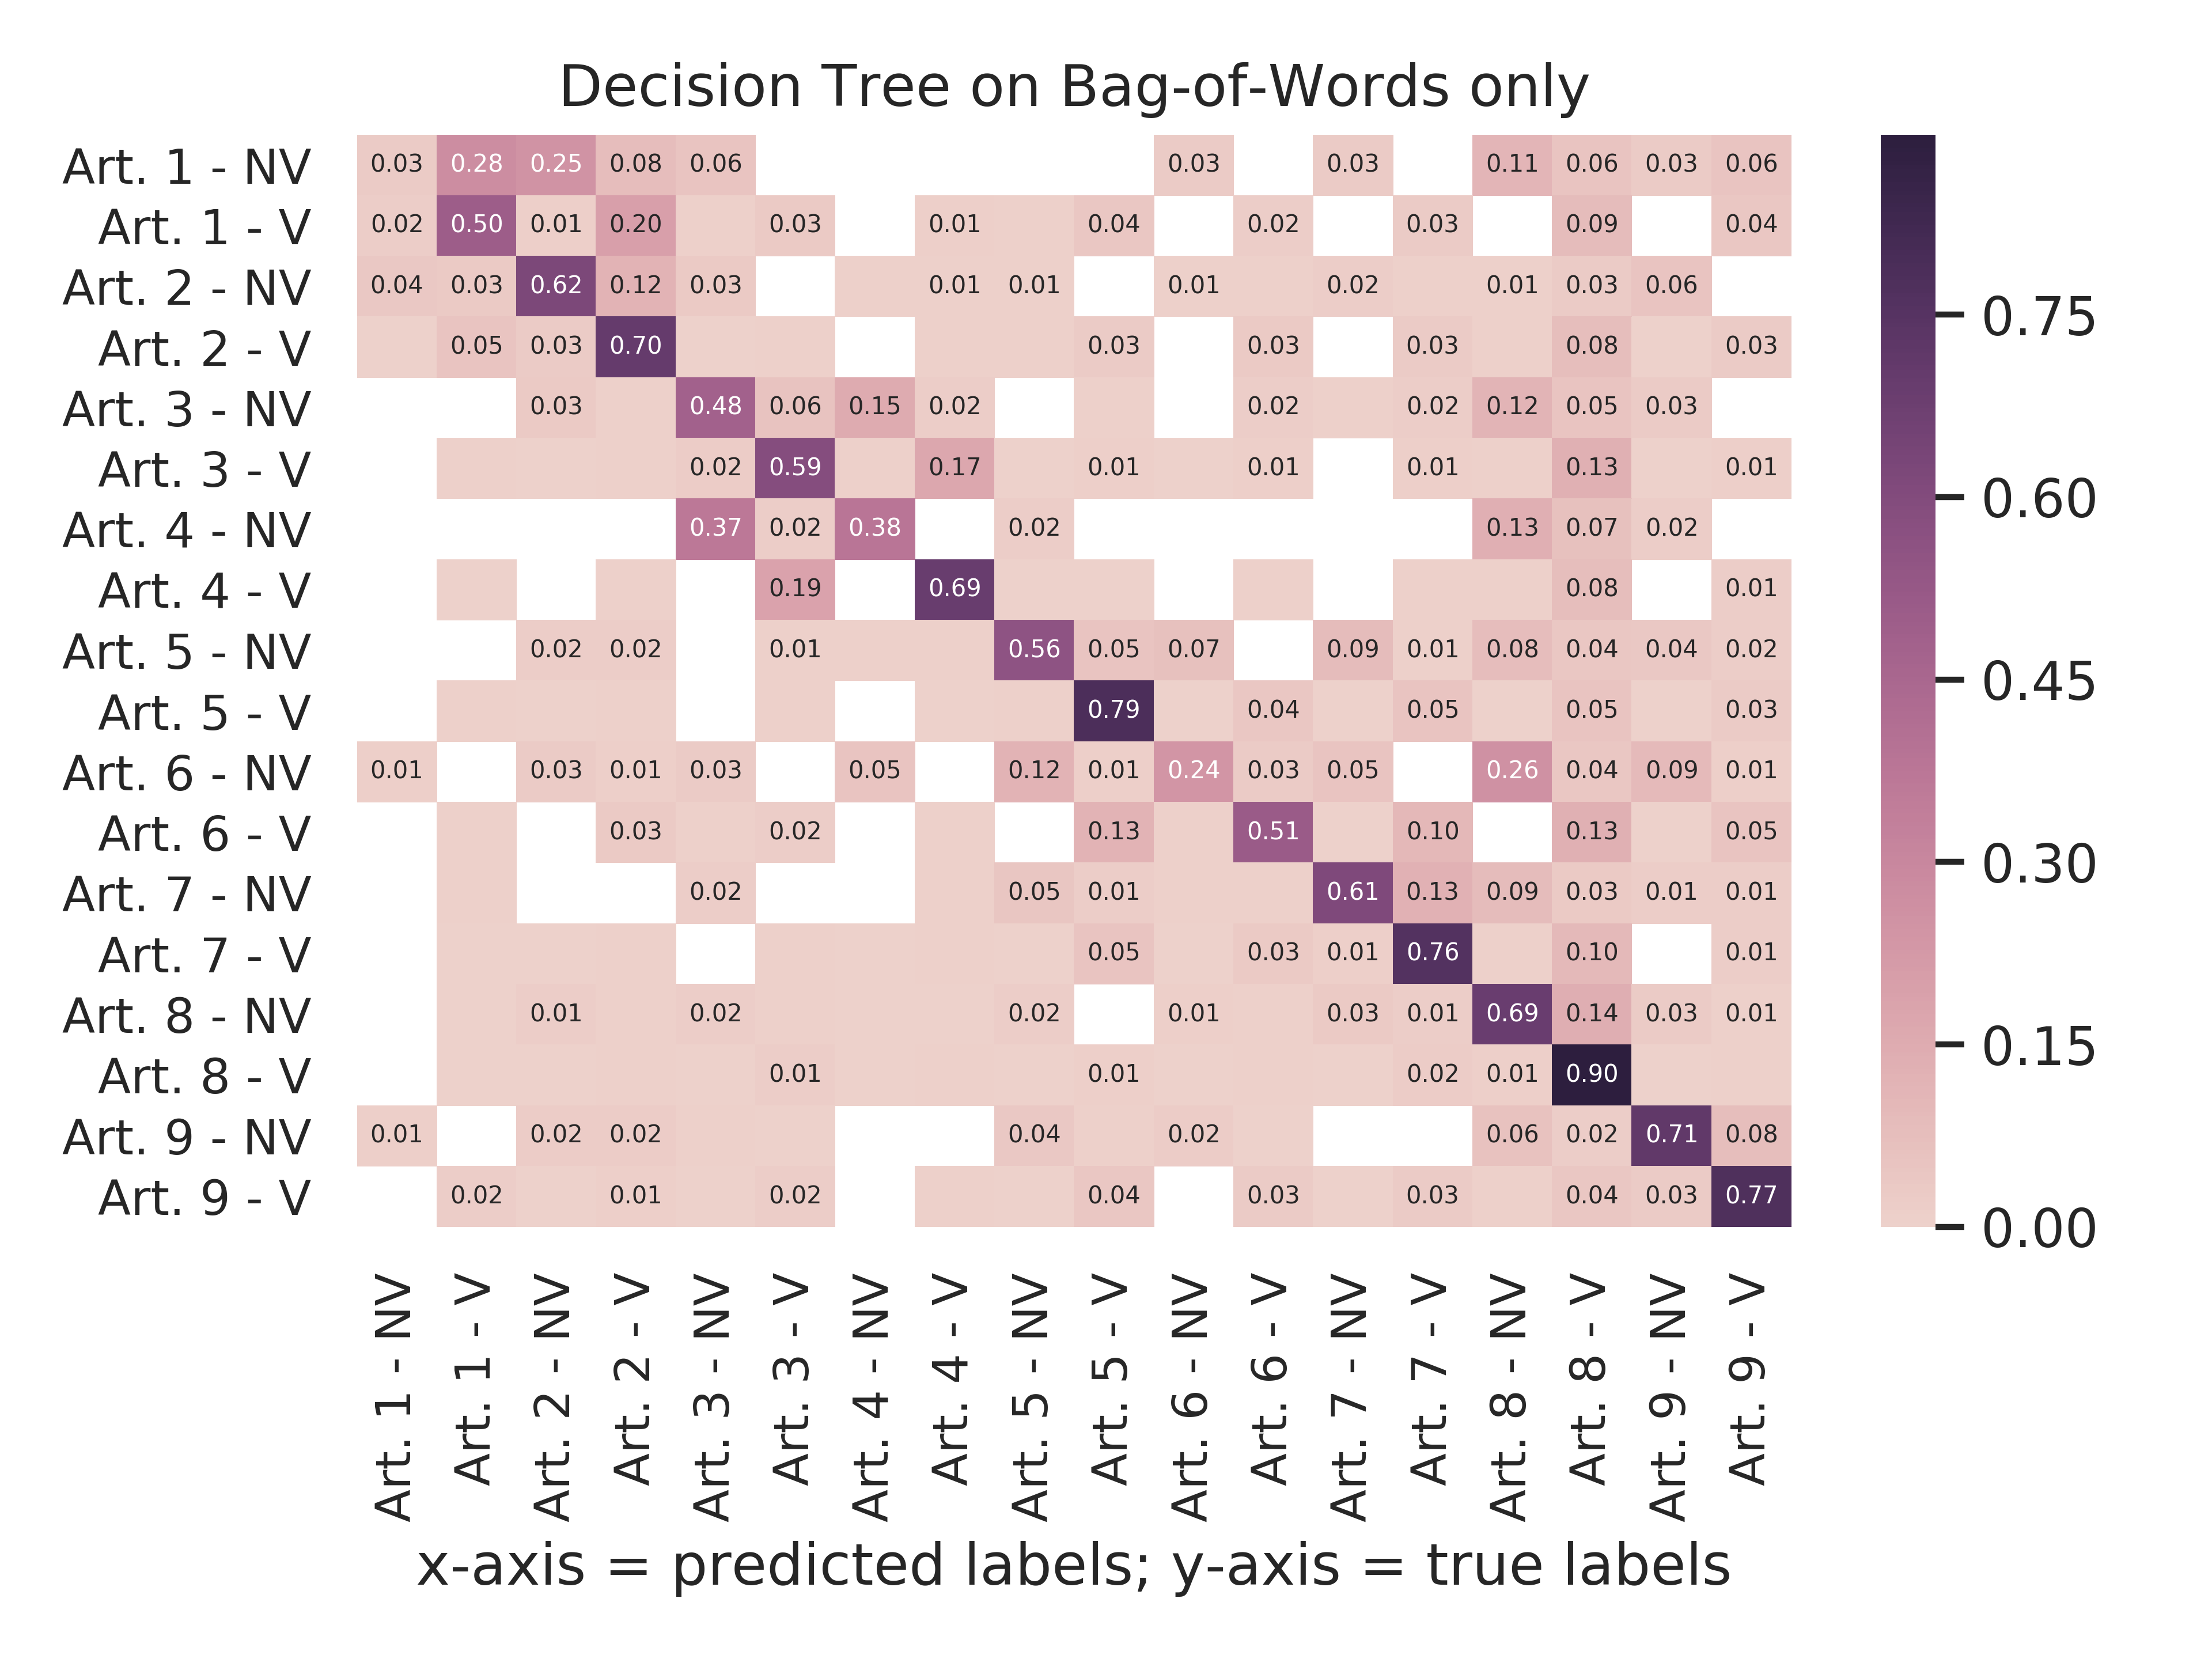 Decision Tree on Bag-of-Words only
Art. 1 - NV 0.03 0.28 0.25 0.08 0.06 0.03 0.03 0.11 0.06 0.03 0.06
Art. 1 - V 0.02 0.50 0.01 0.20 0.03 0.01 0.04 0.02 0.03 0.09 0.04
Art. 2 - NV 0.04 0.03 0.62 0.12 0.03 0.01 0.01 0.01 0.02 0.01 0.03 0.06
Art. 2 - V 0.05 0.03 0.70 0.03 0.03 0.03 0.08 0.03
Art. 3 - NV 0.03 0.48 0.06 0.15 0.02 0.02 0.02 0.12 0.05 0.03
Art. 3 - V 0.02 0.59 0.17 0.01 0.01 0.01 0.13 0.01
Art. 4 - NV 0.37 0.02 0.38 0.02 0.13 0.07 0.02
Art. 4 - V 0.19 0.69 0.08 0.01
Art. 5 - NV 0.02 0.02 0.01 0.56 0.05 0.07 0.09 0.01 0.08 0.04 0.04 0.02
Art. 5 - V 0.79 0.04 0.05 0.05 0.03
Art. 6 - NV 0.01 0.03 0.01 0.03 0.05 0.12 0.01 0.24 0.03 0.05 0.26 0.04 0.09 0.01
Art. 6 - V 0.03 0.02 0.13 0.51 0.10 0.13 0.05
Art. 7 - NV 0.02 0.05 0.01 0.61 0.13 0.09 0.03 0.01 0.01
Art. 7 - V 0.05 0.03 0.01 0.76 0.10 0.01
Art. 8 - NV 0.01 0.02 0.02 0.01 0.03 0.01 0.69 0.14 0.03 0.01
Art. 8 - V 0.01 0.01 0.02 0.01 0.90
Art. 9 - NV 0.01 0.02 0.02 0.04 0.02 0.06 0.02 0.71 0.08
Art. 9 - V 0.02 0.01 0.02 0.04 0.03 0.03 0.04 0.03 0.77
0.75
0.60
0.45
0.30
0.15
0.00
Art. 1 - NV
Art. 1 - V
Art. 2 - NV
Art. 2 - V
Art. 3 - NV
Art. 3 - V
Art. 4 - NV
Art. 4 - V
Art. 5 - NV
Art. 5 - V
Art. 6 - NV
Art. 6 - V
Art. 7 - NV
Art. 7 - V
Art. 8 - NV
Art. 8 - V
Art. 9 - NV
Art. 9 - V
x-axis = predicted labels; y-axis = true labels